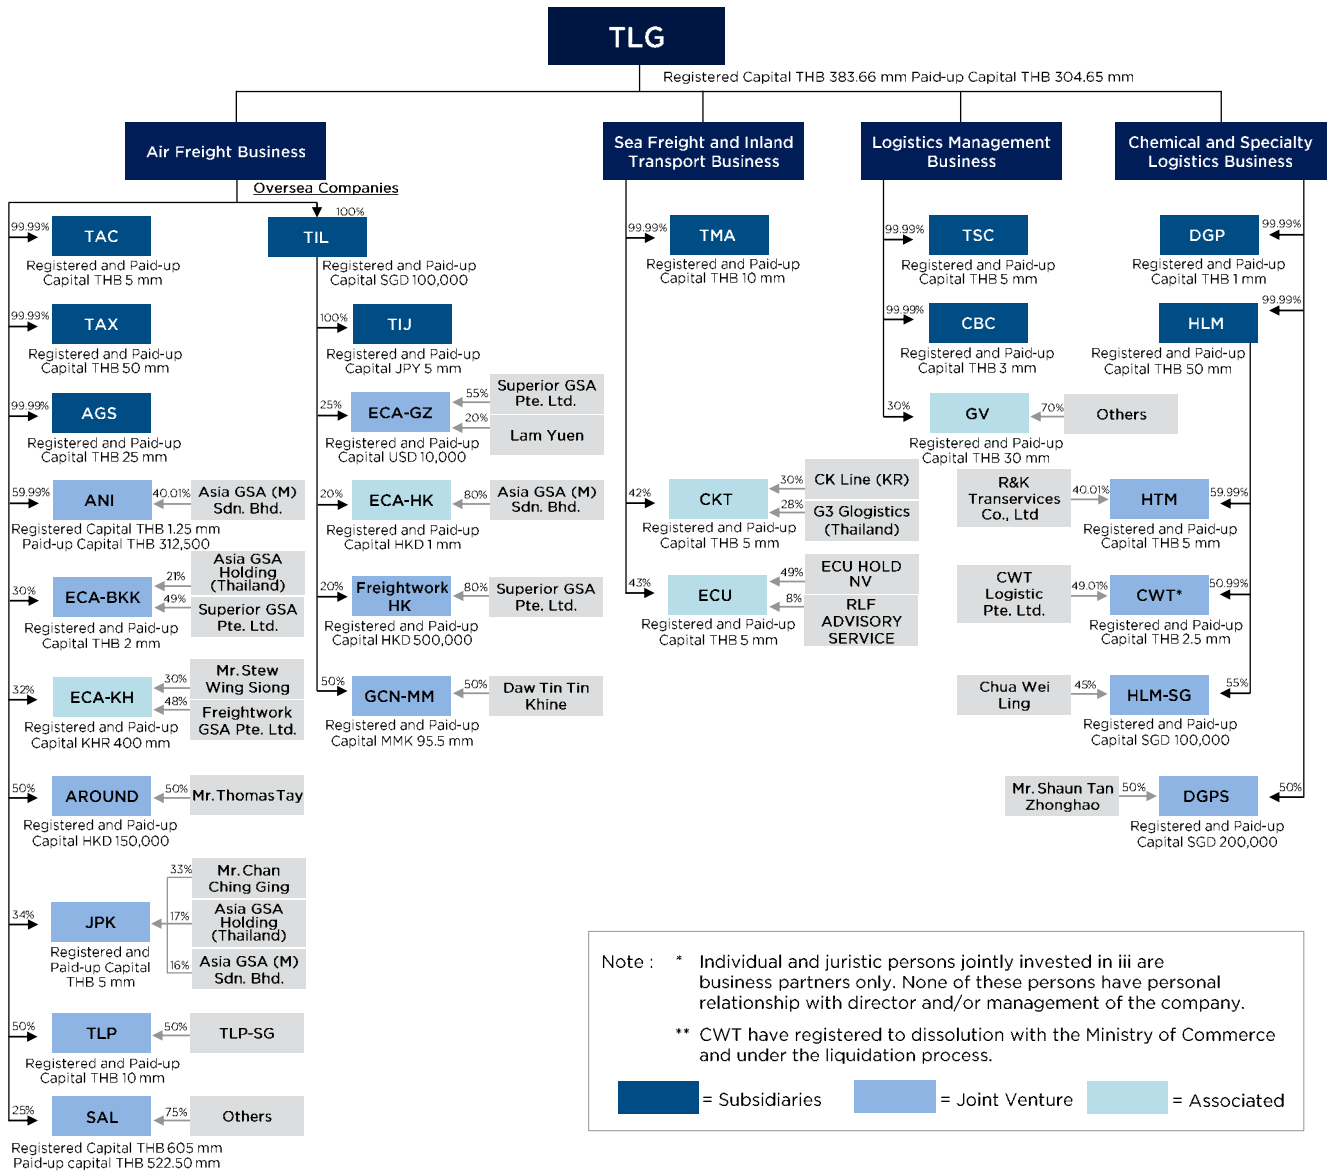 TLG
Registered Capital THB 383.66 mm Paid-up Capital THB 304.65 mm
Air Freight Business
Oversea Companies
99.99%
TAC
Registered and Paid-up
Capital THB 5 mm
99.99%
TAX
Registered and Paid-up
Capital THB 50 mm
99.99%
AGS
Registered and Paid-up
Capital THB 25 mm
59.99%
ANI
40.01%
Asia GSA (M)
Sdn. Bhd.
Registered Capital THB 1.25 mm
Paid-up Capital THB 312,500
30%
ECA-BKK
21%
Asia GSA
Holding
(Thailand)
49%
Superior GSA
Pte. Ltd.
Registered and Paid-up
Capital THB 2 mm
32%
ECA-KH
30%
Mr. Stew
Wing Siong
48%
Freightwork
GSA Pte. Ltd.
Registered and Paid-up
Capital KHR 400 mm
50%
AROUND
50%
Mr. Thomas Tay
Registered and Paid-up
Capital HKD 150,000
34%
JPK
33%
Mr. Chan
Ching Ging
17%
Asia GSA
Holding
(Thailand)
16%
Asia GSA (M)
Sdn. Bhd.
Registered and
Paid-up Capital
THB 5 mm
50%
TLP
50%
TLP-SG
Registered and Paid-up
Capital THB 10 mm
25%
SAL
75%
Others
Registered Capital THB 605 mm
Paid-up capital THB 522.50 mm
100%
TIL
Registered and Paid-up
Capital SGD 100,000
100%
TIJ
Registered and Paid-up
Capital JPY 5 mm
25%
ECA-GZ
55%
Superior GSA
Pte. Ltd.
20%
Lam Yuen
Registered and Paid-up
Capital USD 10,000
20%
ECA-HK
80%
Asia GSA (M)
Sdn. Bhd.
Registered and Paid-up
Capital HKD 1 mm
20%
Freightwork
HK
80%
Superior GSA
Pte. Ltd.
Registered and Paid-up
Capital HKD 500,000
50%
GCN-MM
50%
Daw Tin Tin
Khine
Registered and Paid-up
Capital MMK 95.5 mm
Sea Freight and Inland
Transport Business
99.99%
TMA
Registered and Paid-up
Capital THB 10 mm
42%
CKT
30%
CK Line (KR)
28%
G3 Glogistics
(Thailand)
Registered and Paid-up
Capital THB 5 mm
43%
ECU
49%
ECU HOLD
NV
8%
RLF
ADVISORY
SERVICE
Registered and Paid-up
Capital THB 5 mm
Logistics Management
Business
99.99%
TSC
Registered and Paid-up
Capital THB 5 mm
99.99%
CBC
Registered and Paid-up
Capital THB 3 mm
30%
GV
70%
Others
Registered and Paid-up
Capital THB 30 mm
Chemical and Specialty
Logistics Business
99.99%
DGP
Registered and Paid-up
Capital THB 1 mm
99.99%
HLM
Registered and Paid-up
Capital THB 50 mm
R&K
Transervices
Co., Ltd
40.01%
HTM
59.99%
Registered and Paid-up
Capital THB 5 mm
CWT
Logistic
Pte. Ltd.
49.01%
CWT*
50.99%
Registered and Paid-up
Capital THB 2.5 mm
Chua Wei
Ling
45%
HLM-SG
55%
Registered and Paid-up
Capital SGD 100,000
Mr. Shaun Tan
Zhonghao
50%
DGPS
50%
Registered and Paid-up
Capital SGD 200,000
Note : * Individual and juristic persons jointly invested in iii are
business partners only. None of these persons have personal
relationship with director and/or management of the company.
** CWT have registered to dissolution with the Ministry of Commerce
and under the liquidation process.
= Subsidiaries
= Joint Venture
= Associated